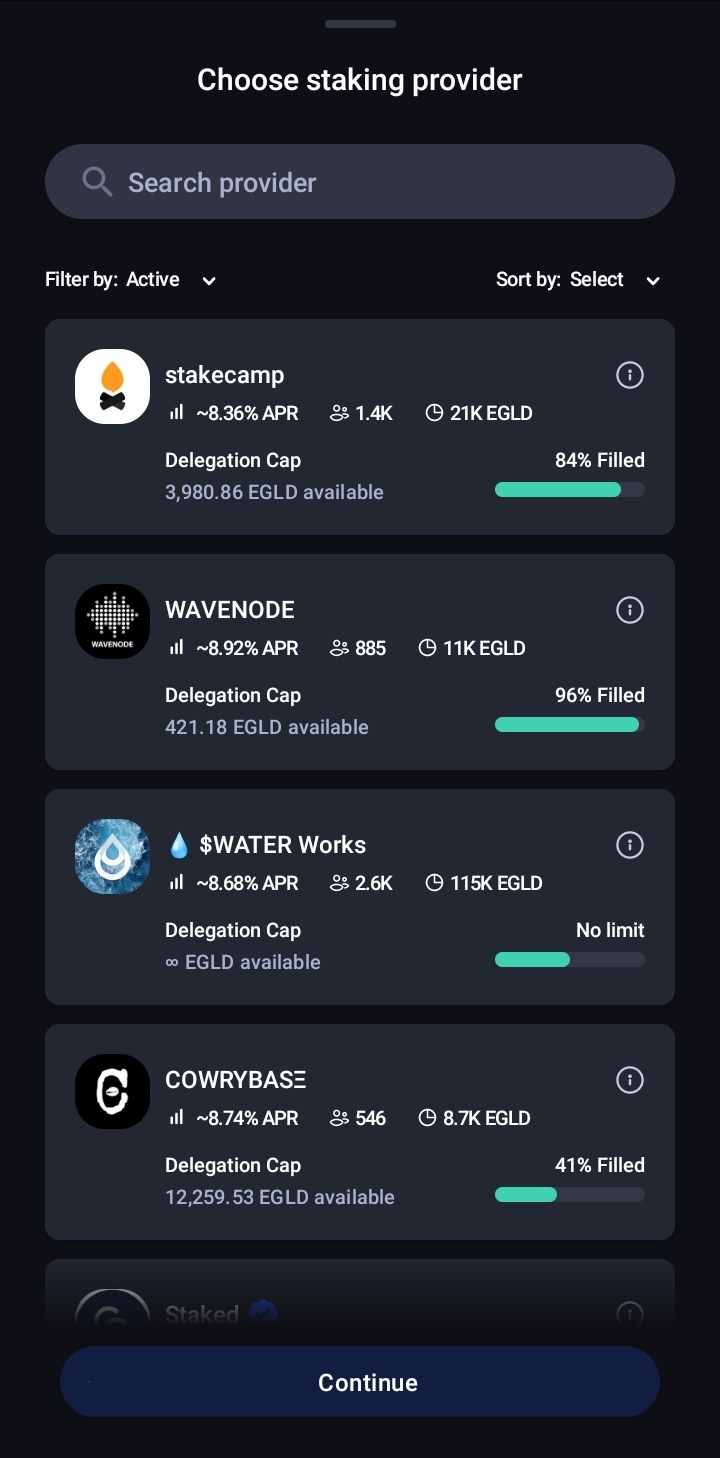 Choose staking provider
Search provider
Filter by: Active Sort by: Select
stakecamp
~8.36% APR 1.4K 21K EGLD
Delegation Cap 84% Filled
3,980.86 EGLD available
WAVENODE
WAVENODE
~8.92% APR 885 11K EGLD
Delegation Cap 96% Filled
421.18 EGLD available
💧 $WATER Works
~8.68% APR 2.6K 115K EGLD
Delegation Cap No limit
∞ EGLD available
COWRYBASΞ
~8.74% APR 546 8.7K EGLD
Delegation Cap 41% Filled
12,259.53 EGLD available
Staked
Continue